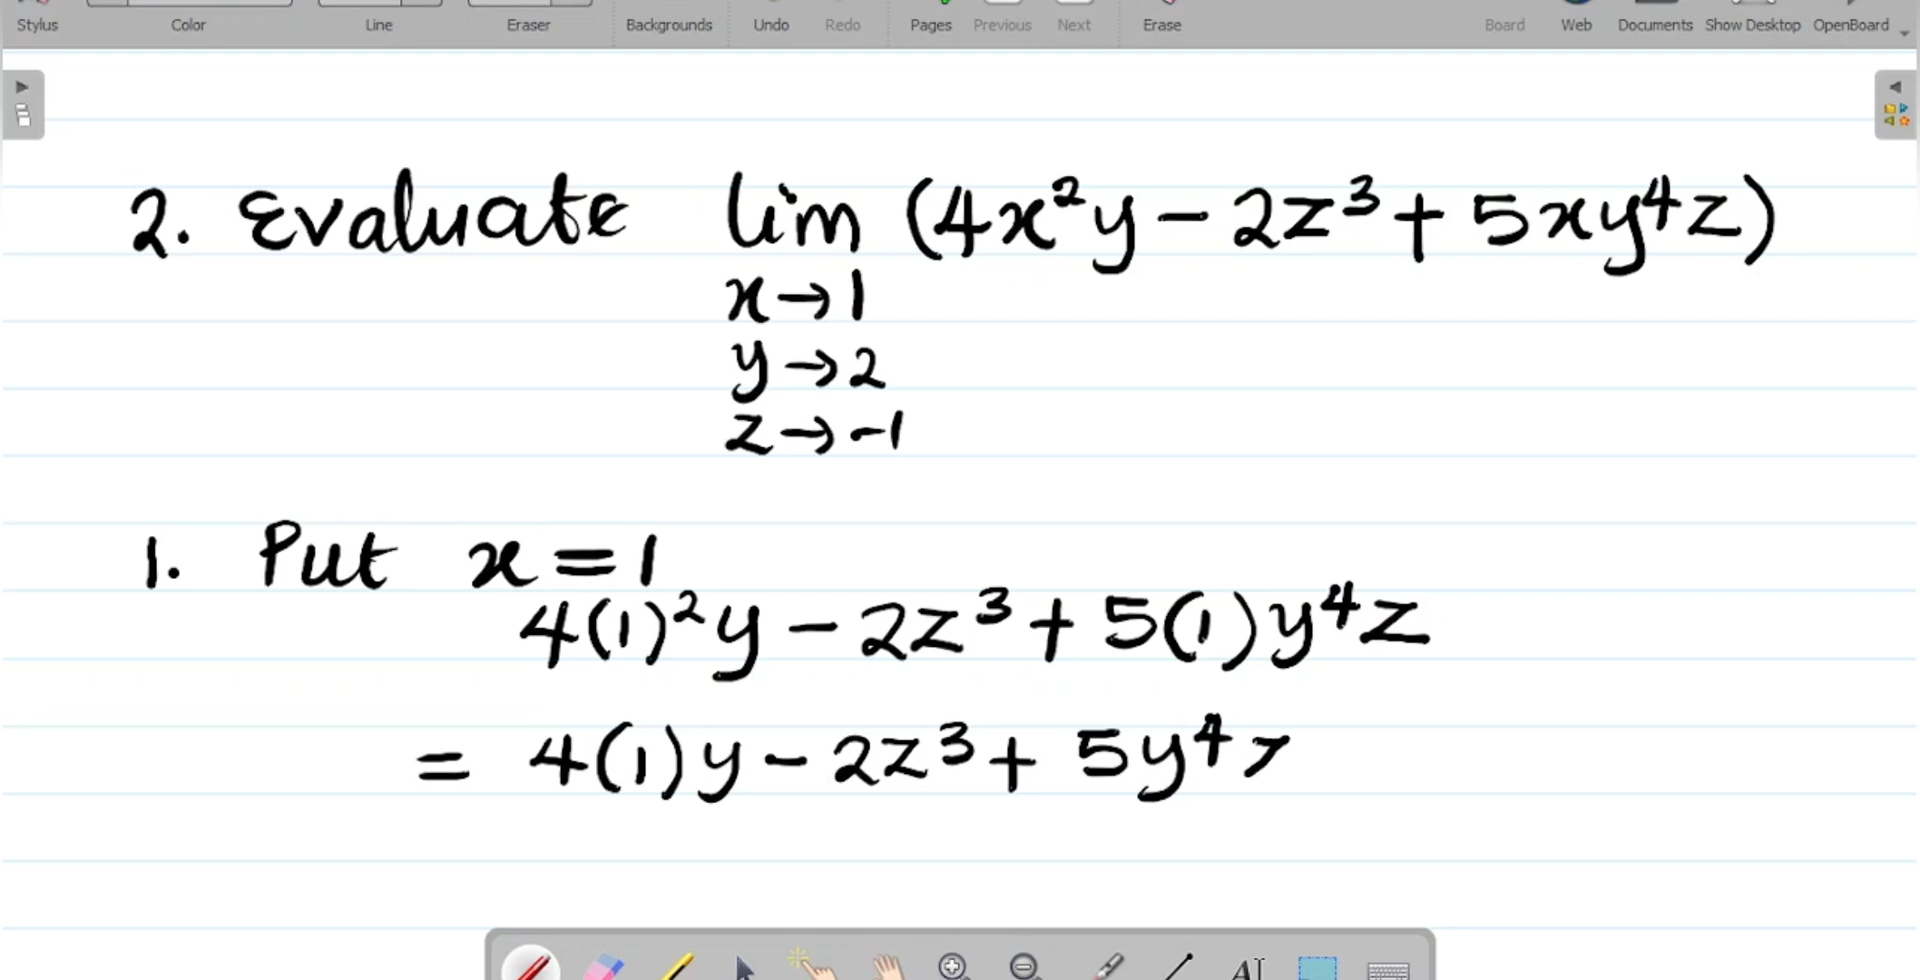 Stylus Color Line Eraser Backgrounds Undo Redo Pages Previous Next Erase Board Web Documents Show Desktop OpenBoard
2. Evaluate lim (4x²y − 2z³ + 5xy⁴z)
x→1
y→2
z→-1
1. Put x = 1
4(1)²y − 2z³ + 5(1)y⁴z
= 4(1)y − 2z³ + 5y⁴